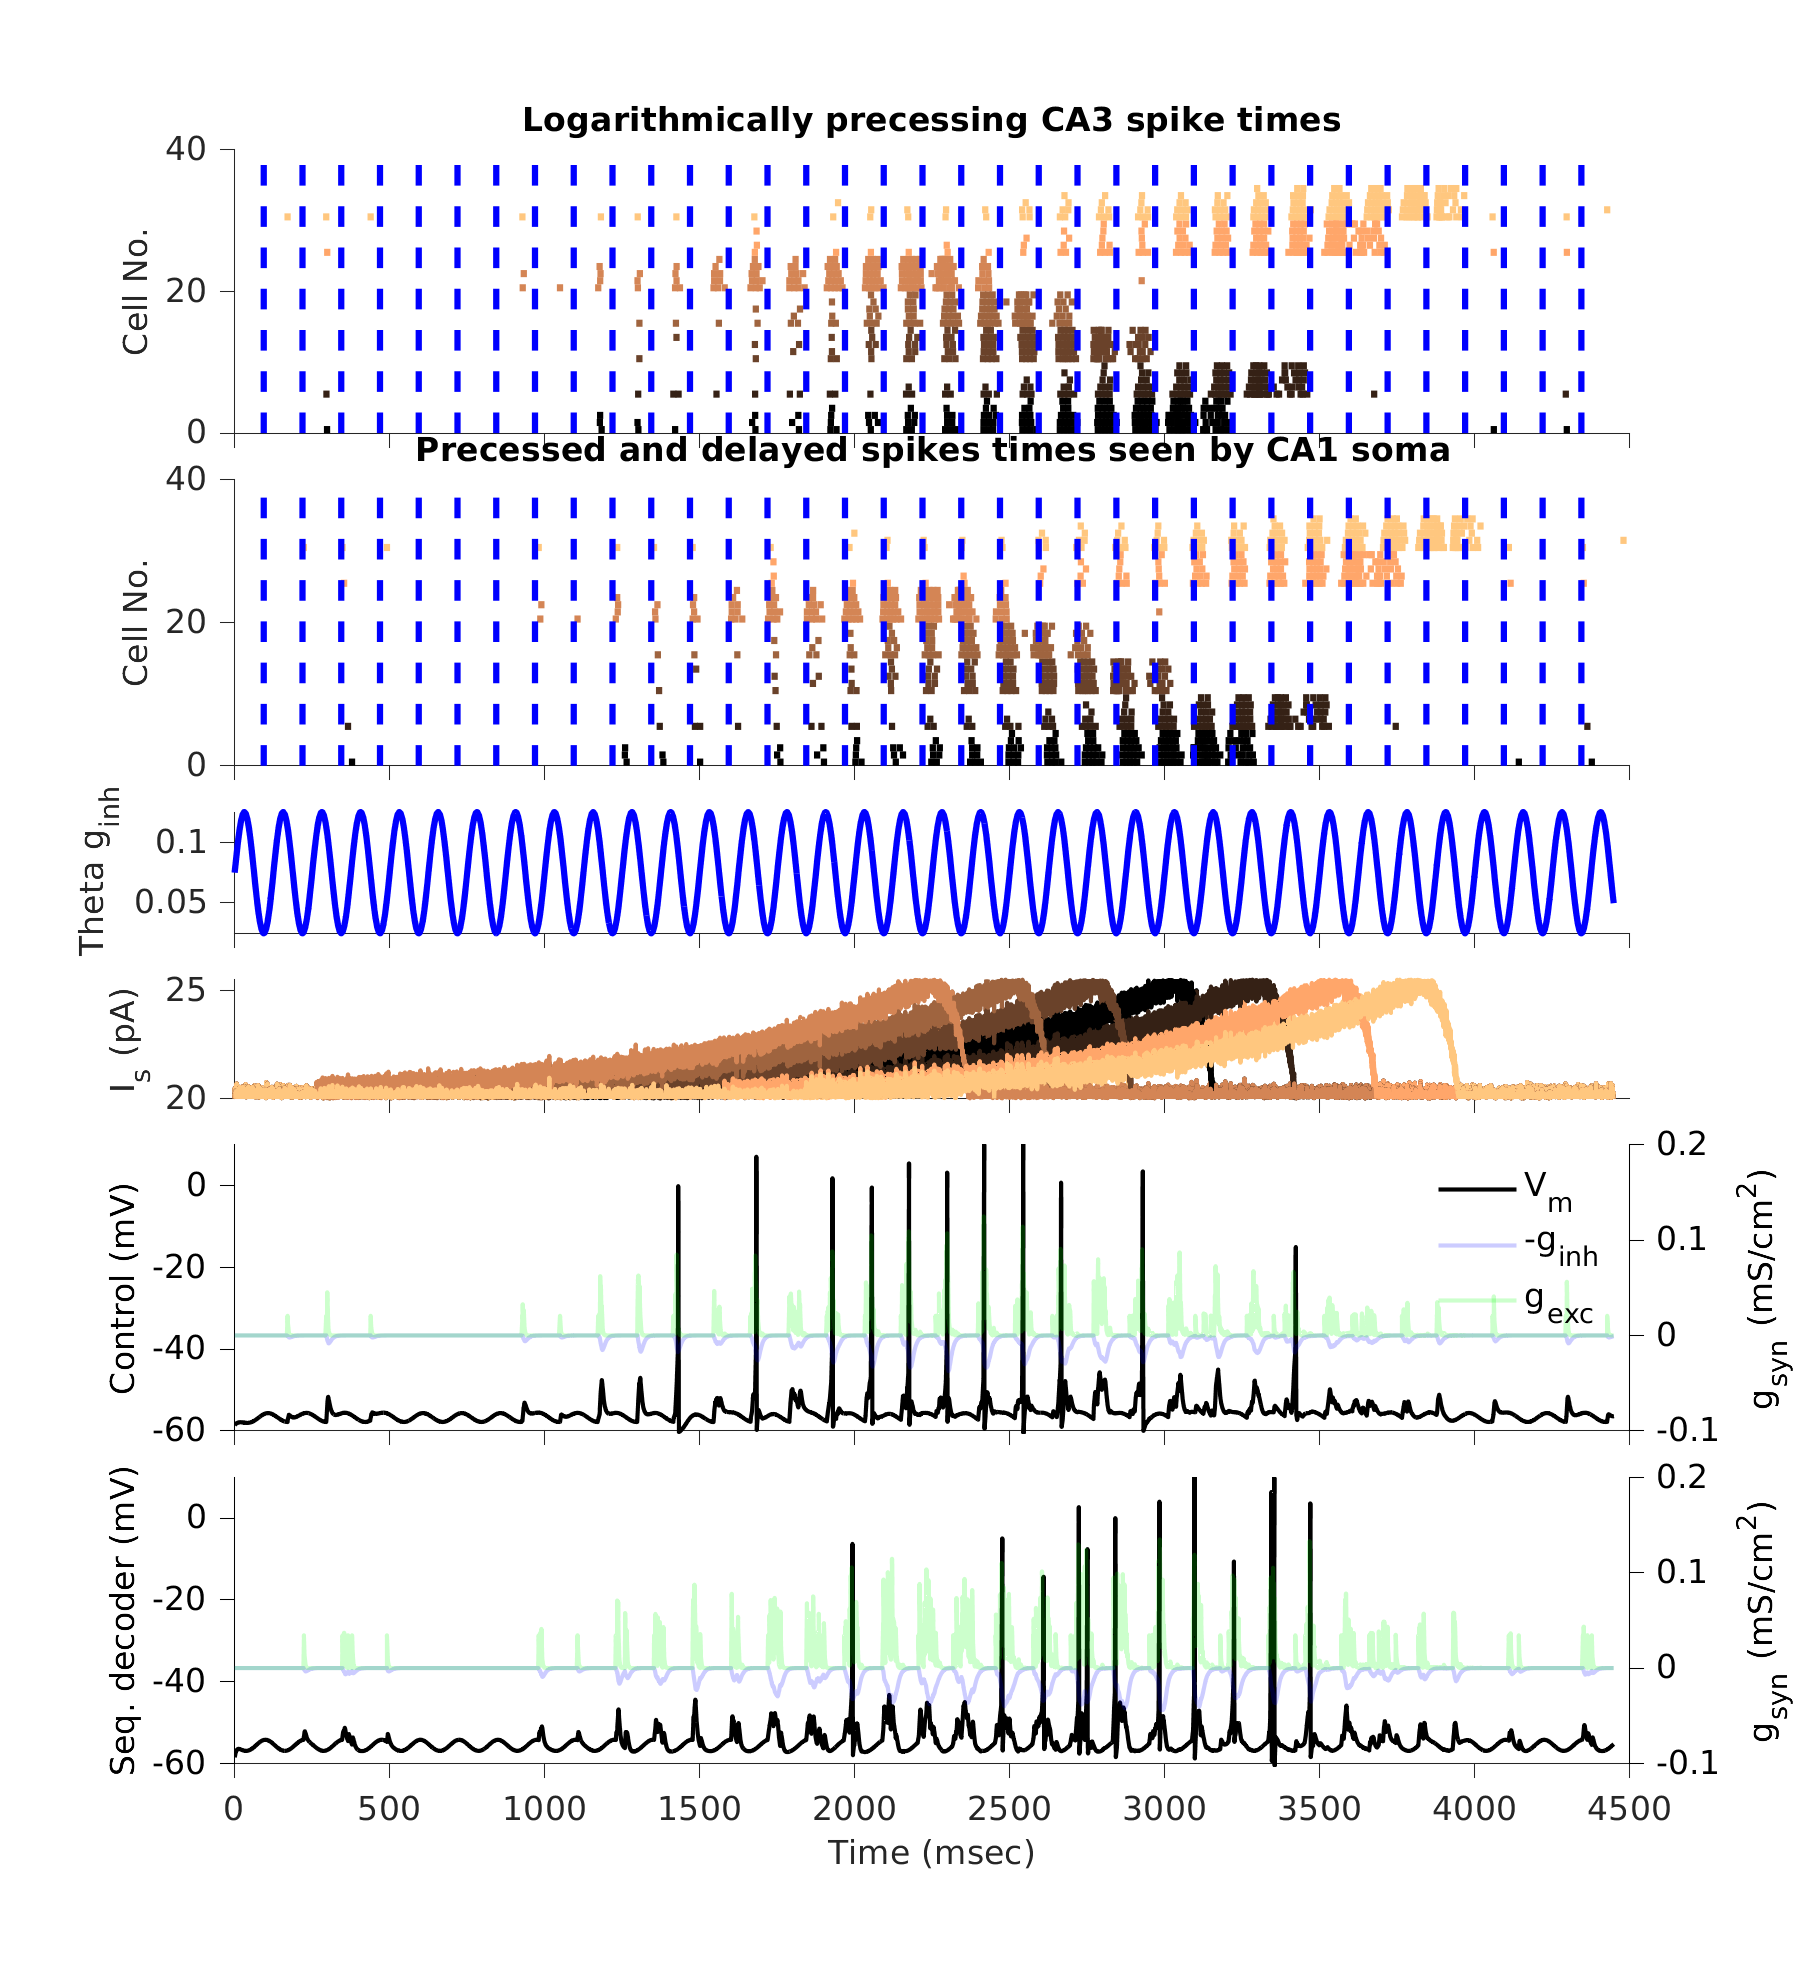 Logarithmically precessing CA3 spike times
40
20
0
Cell No.
Precessed and delayed spikes times seen by CA1 soma
40
20
0
Cell No.
0.1
0.05
Theta g_inh
25
20
I_s (pA)
0
-20
-40
-60
Control (mV)
V_m
-g_inh
g_exc
0.2
0.1
0
-0.1
g_syn (mS/cm^2)
0
-20
-40
-60
Seq. decoder (mV)
0.2
0.1
0
-0.1
g_syn (mS/cm^2)
0 500 1000 1500 2000 2500 3000 3500 4000 4500
Time (msec)